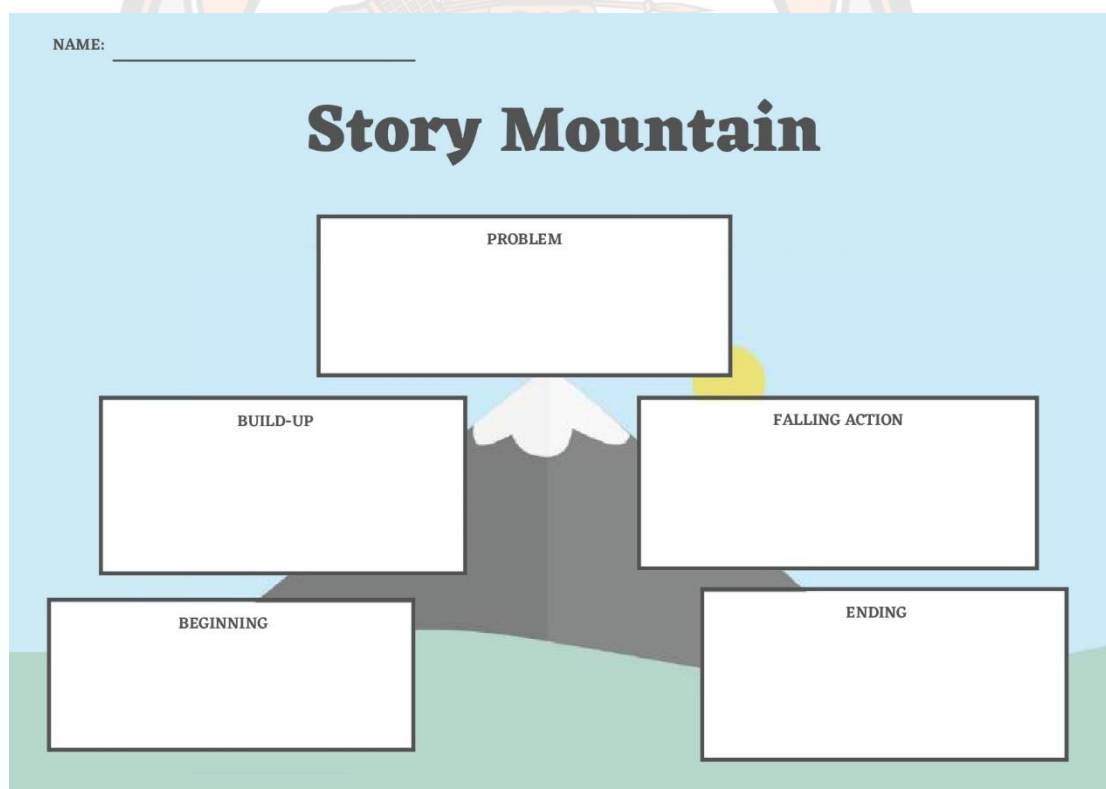 NAME:
Story Mountain
PROBLEM
BUILD-UP
FALLING ACTION
BEGINNING
ENDING